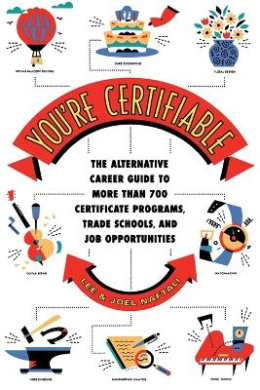 HOT AIR BALLOON PILOTING
CAKE DECORATING
FLORAL DESIGN
YOU'RE CERTIFIABLE
THE ALTERNATIVE
CAREER GUIDE TO
MORE THAN 700
CERTIFICATE PROGRAMS,
TRADE SCHOOLS, AND
JOB OPPORTUNITIES
LEE & JOEL NAFTALI
GUITAR REPAIR
WATCHMAKING
HORSESHOEING
HANDWRITING ANALYSIS
PIANO TUNING